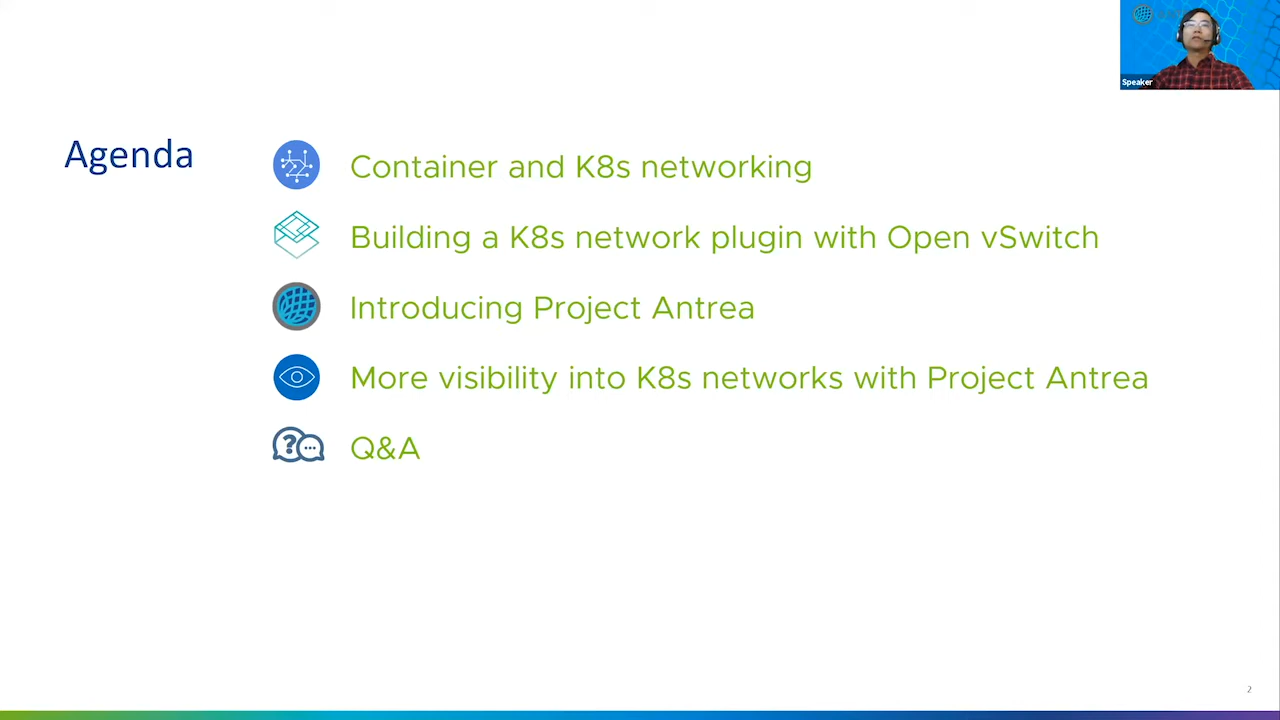 Speaker
Agenda
Container and K8s networking
Building a K8s network plugin with Open vSwitch
Introducing Project Antrea
More visibility into K8s networks with Project Antrea
Q&A
2